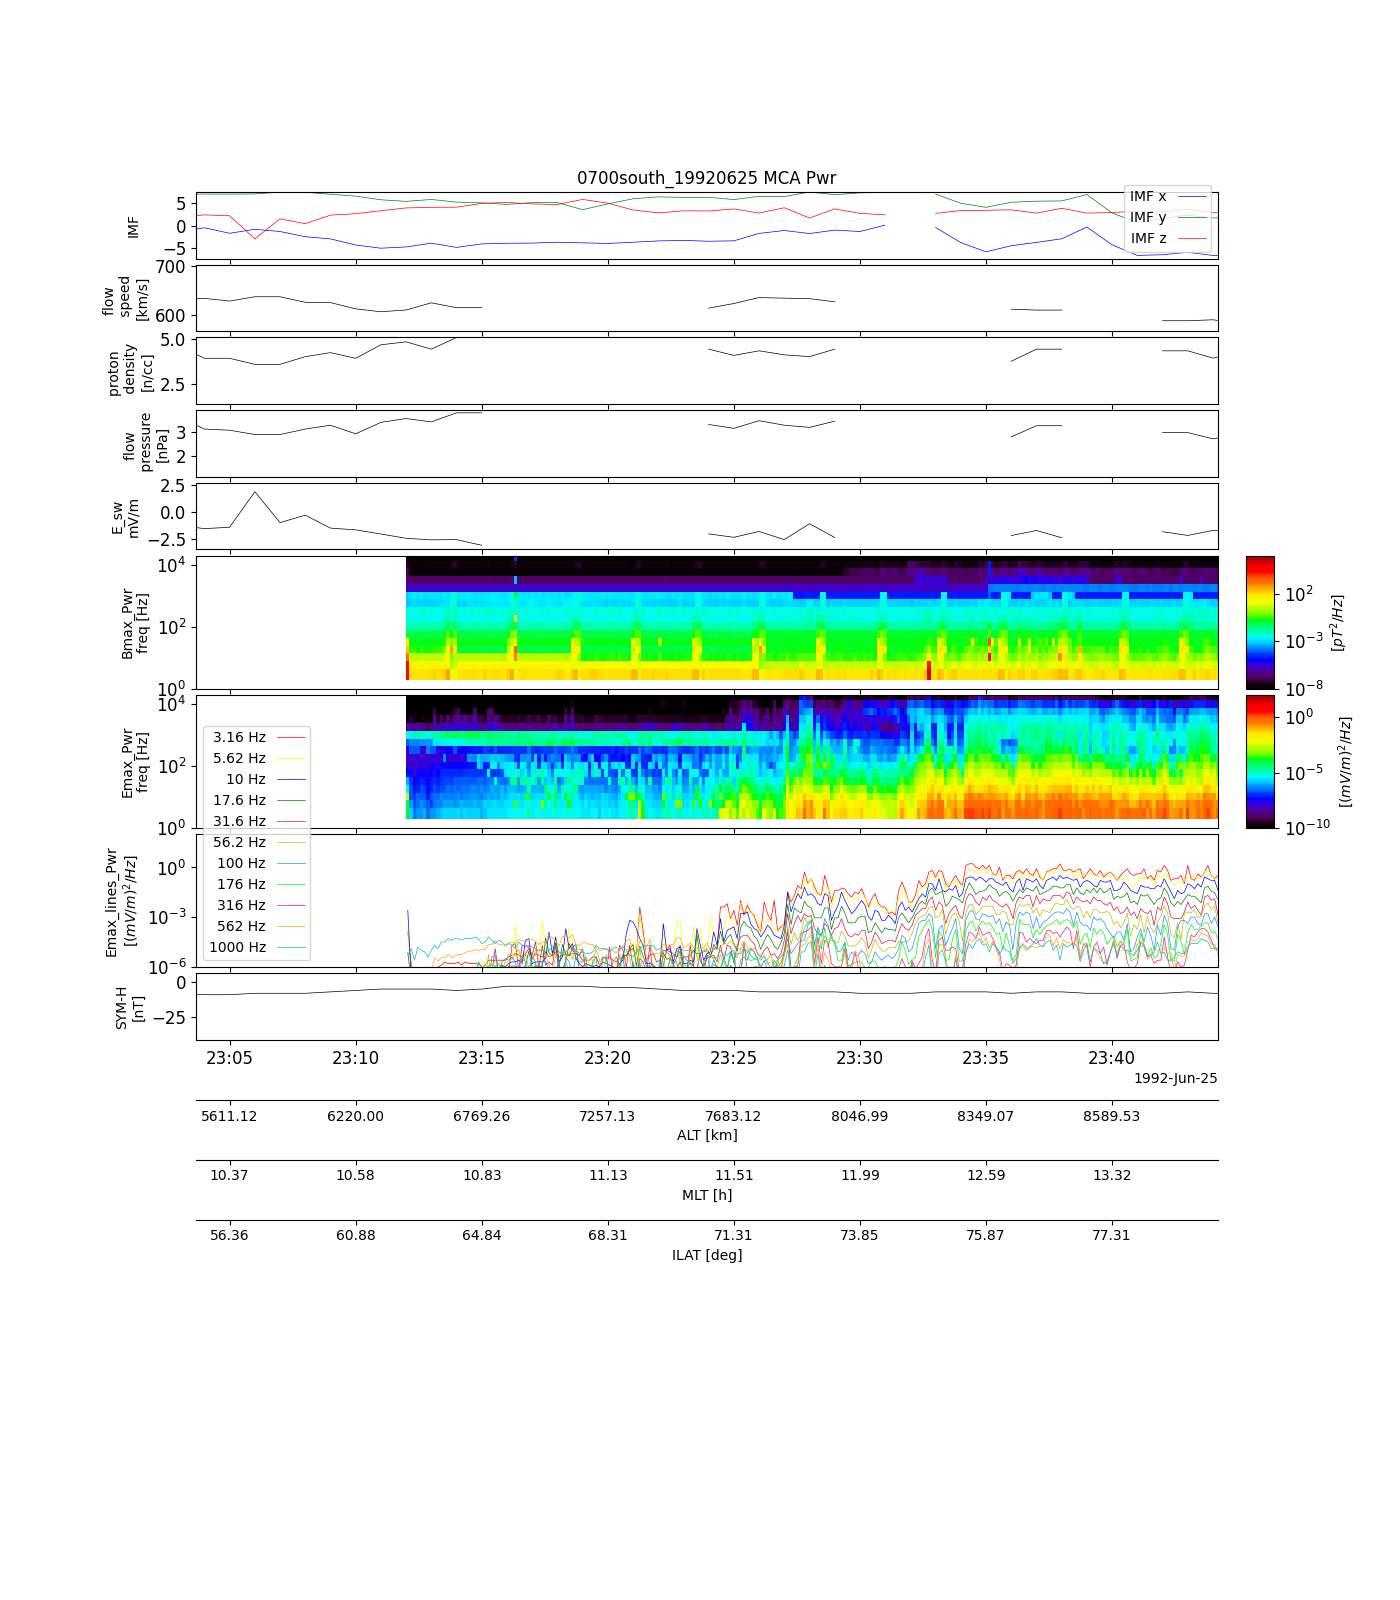 0700south_19920625 MCA Pwr
IMF
5
0
−5
IMF x
IMF y
IMF z
flow
speed
[km/s]
700
600
proton
density
[n/cc]
5.0
2.5
flow
pressure
[nPa]
3
2
E_sw
mV/m
2.5
0.0
−2.5
Bmax_Pwr
freq [Hz]
10^4
10^2
10^0
10^2
10^−3
10^−8
[pT^2/Hz]
Emax_Pwr
freq [Hz]
10^4
10^2
10^0
10^0
10^−5
10^−10
[(mV/m)^2/Hz]
3.16 Hz
5.62 Hz
10 Hz
17.6 Hz
31.6 Hz
56.2 Hz
100 Hz
176 Hz
316 Hz
562 Hz
1000 Hz
Emax_lines_Pwr
[(mV/m)^2/Hz]
10^0
10^−3
10^−6
SYM-H
[nT]
0
−25
23:05 23:10 23:15 23:20 23:25 23:30 23:35 23:40
1992-Jun-25
5611.12 6220.00 6769.26 7257.13 7683.12 8046.99 8349.07 8589.53
ALT [km]
10.37 10.58 10.83 11.13 11.51 11.99 12.59 13.32
MLT [h]
56.36 60.88 64.84 68.31 71.31 73.85 75.87 77.31
ILAT [deg]